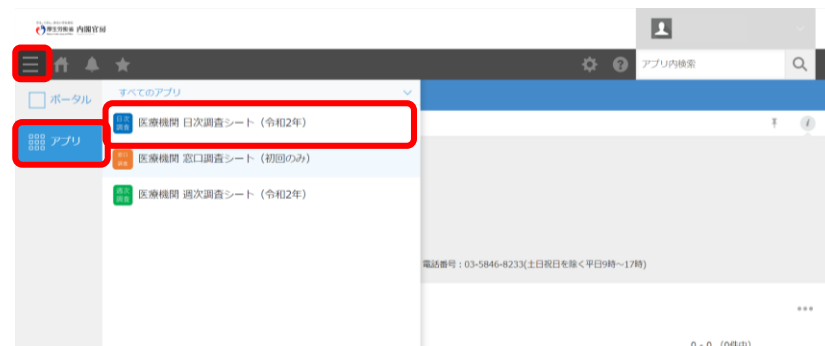 厚生労働省 内閣官房
アプリ内検索
ポータル
アプリ
すべてのアプリ
日次
調査
医療機関 日次調査シート（令和2年）
窓口
調査
医療機関 窓口調査シート（初回のみ）
週次
調査
医療機関 週次調査シート（令和2年）
電話番号：03-5846-8233(土日祝日を除く平日9時～17時)